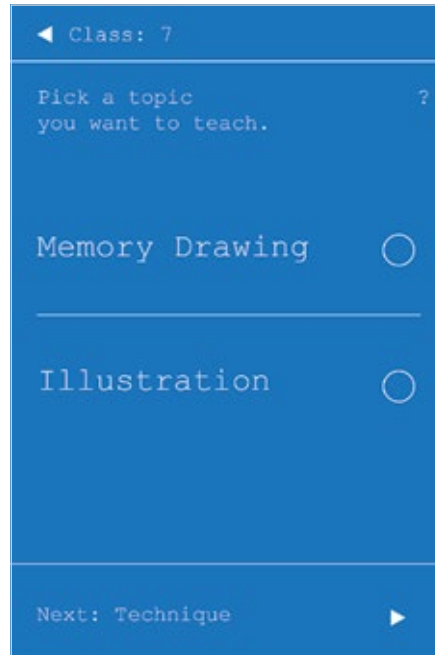 Class: 7
Pick a topic ?
you want to teach.
Memory Drawing
Illustration
Next: Technique